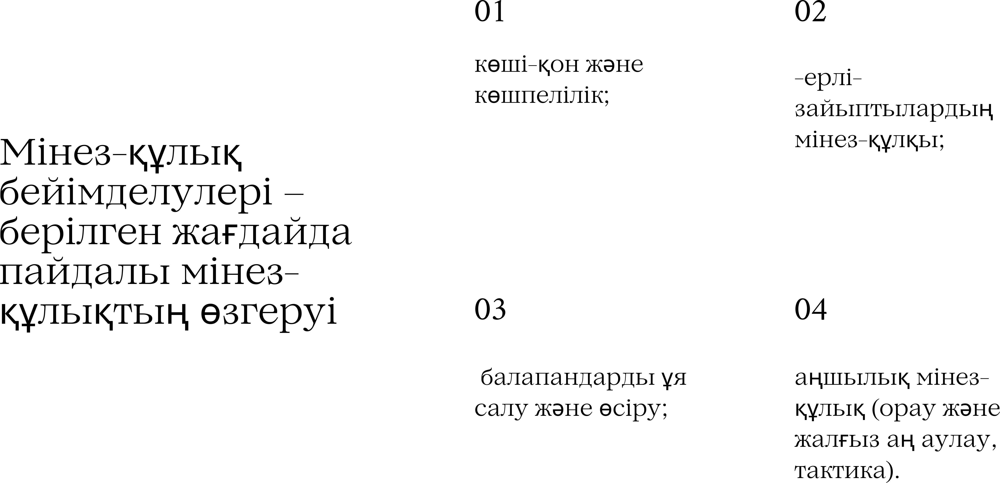 Мінез-құлық
бейімделулері –
берілген жағдайда
пайдалы мінез-
құлықтың өзгеруі
01
көші-қон және
көшпелілік;
02
-ерлі-
зайыптылардың
мінез-құлқы;
03
балапандарды ұя
салу және өсіру;
04
аңшылық мінез-
құлық (орау және
жалғыз аң аулау,
тактика).